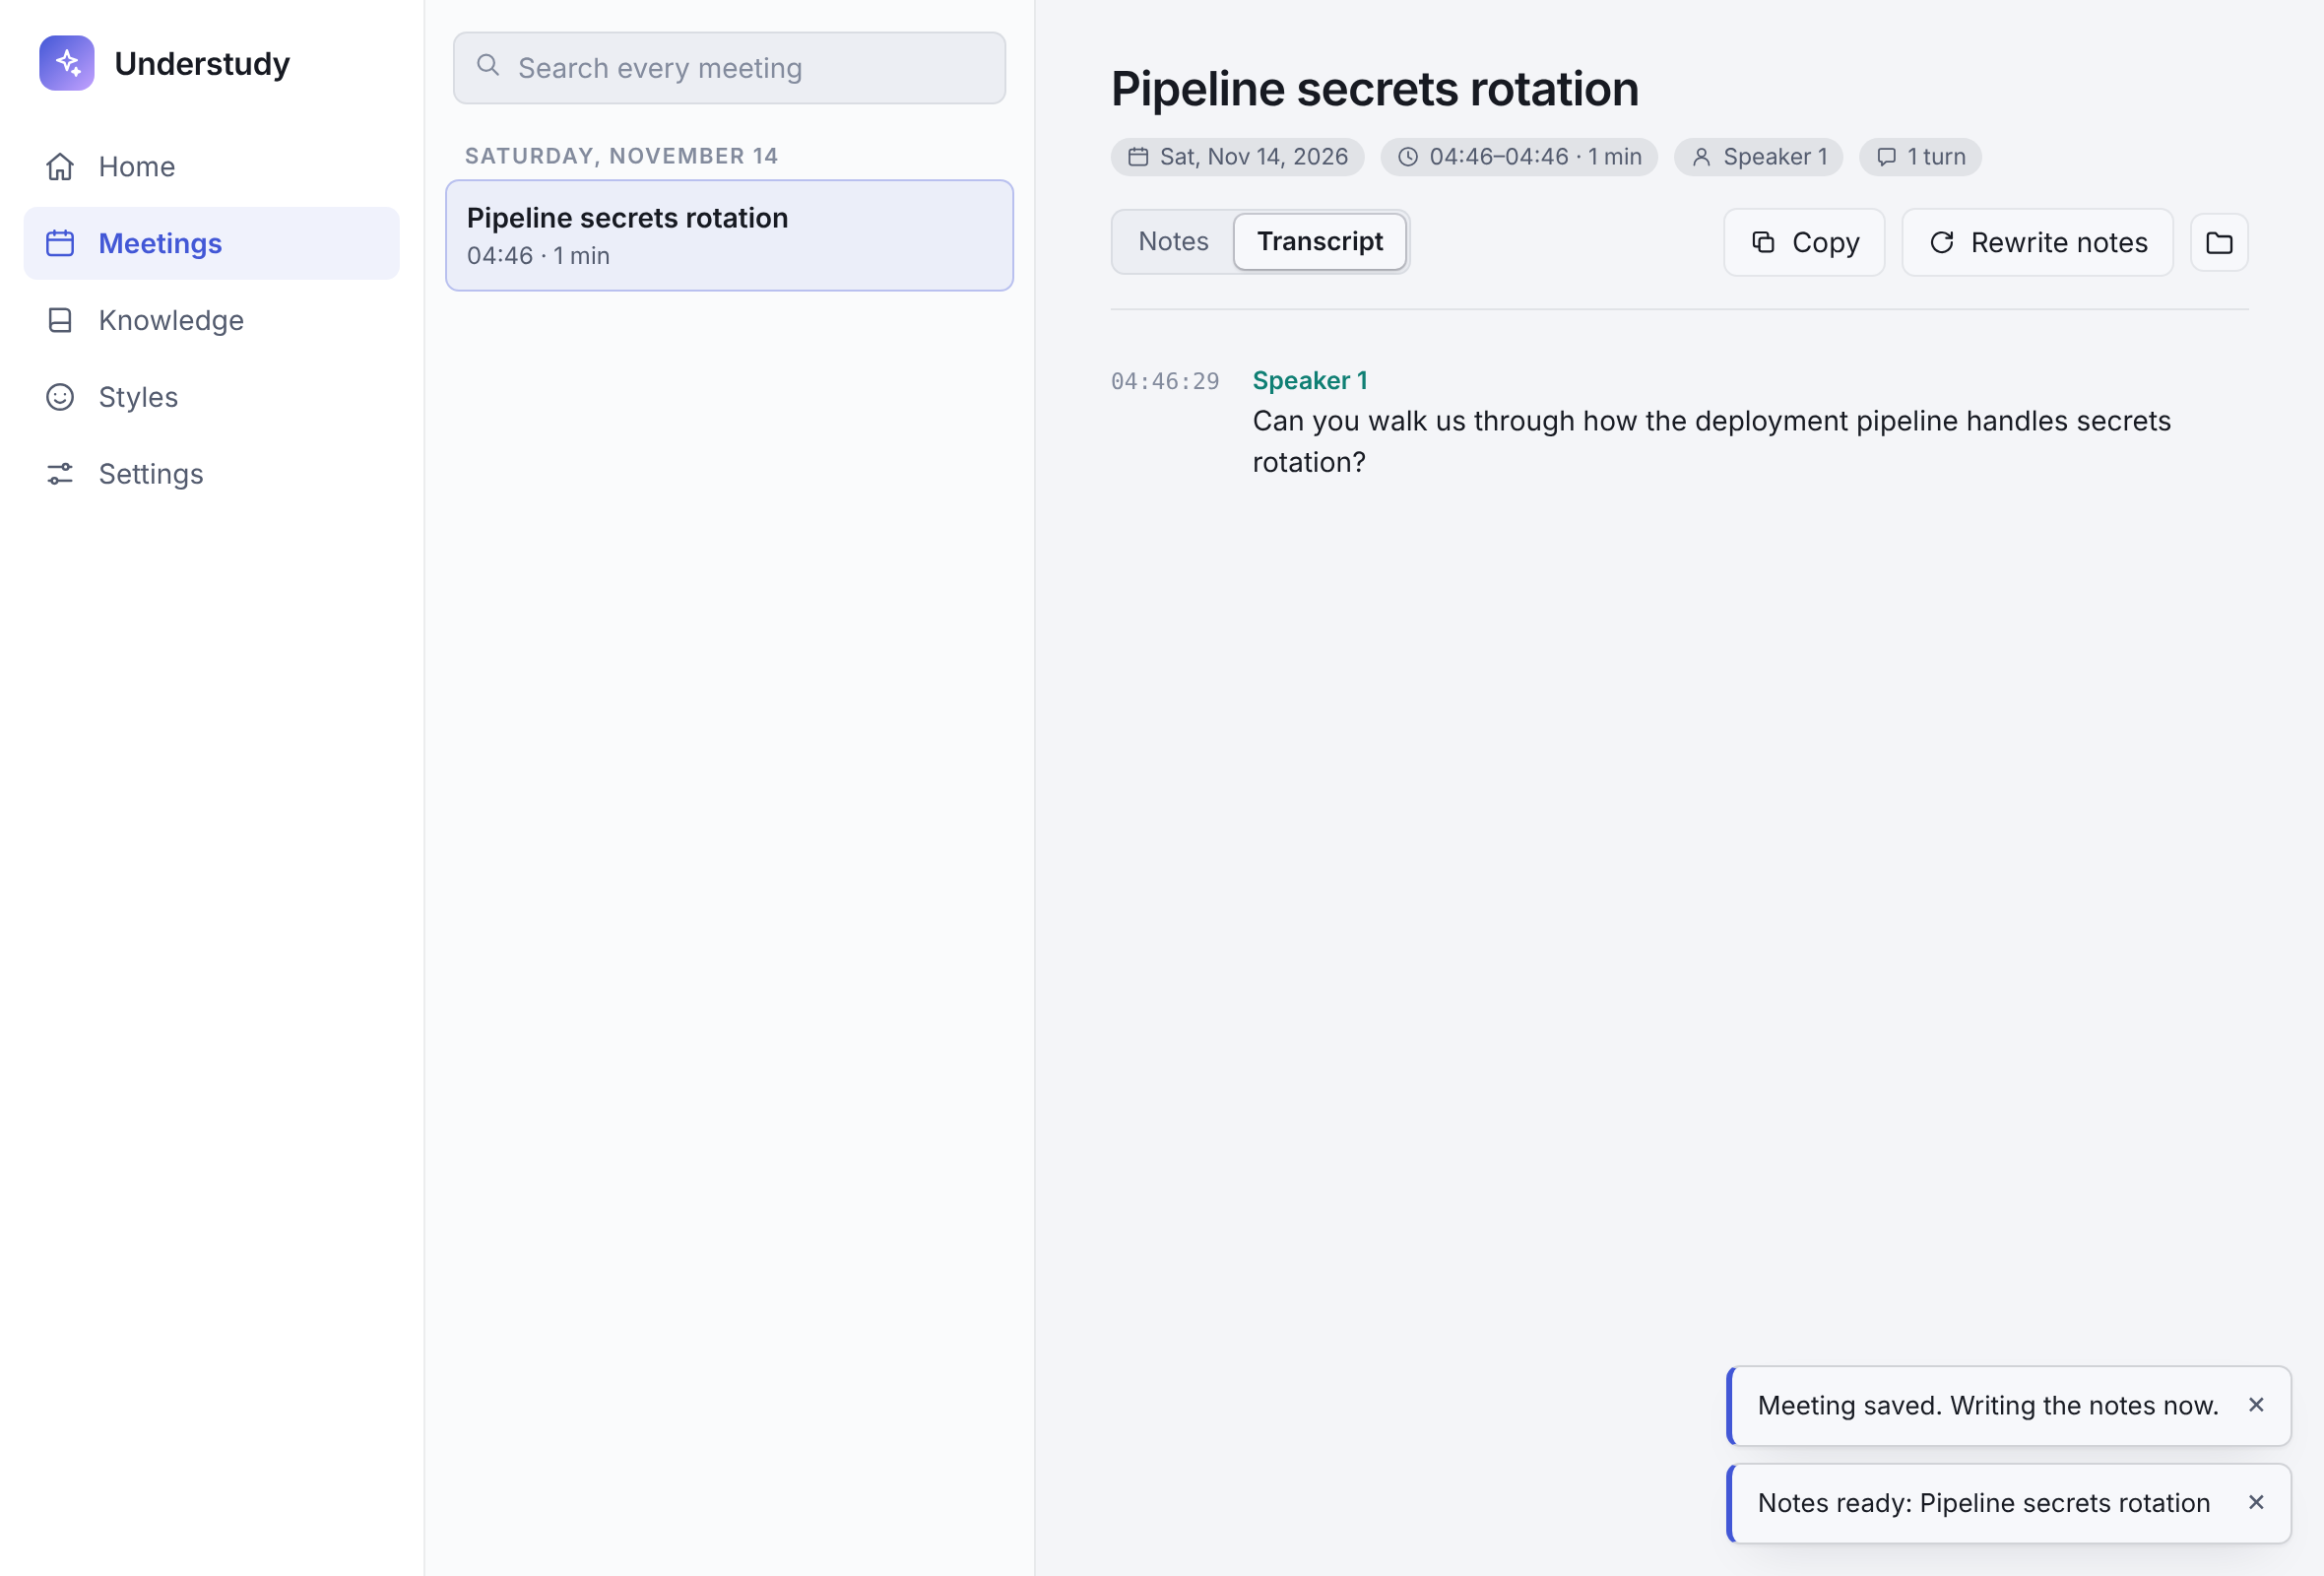 Understudy
Home
Meetings
Knowledge
Styles
Settings
Search every meeting
SATURDAY, NOVEMBER 14
Pipeline secrets rotation
04:46 · 1 min
Pipeline secrets rotation
Sat, Nov 14, 2026
04:46–04:46 · 1 min
Speaker 1
1 turn
Notes
Transcript
Copy
Rewrite notes
04:46:29
Speaker 1
Can you walk us through how the deployment pipeline handles secrets
rotation?
Meeting saved. Writing the notes now.
Notes ready: Pipeline secrets rotation